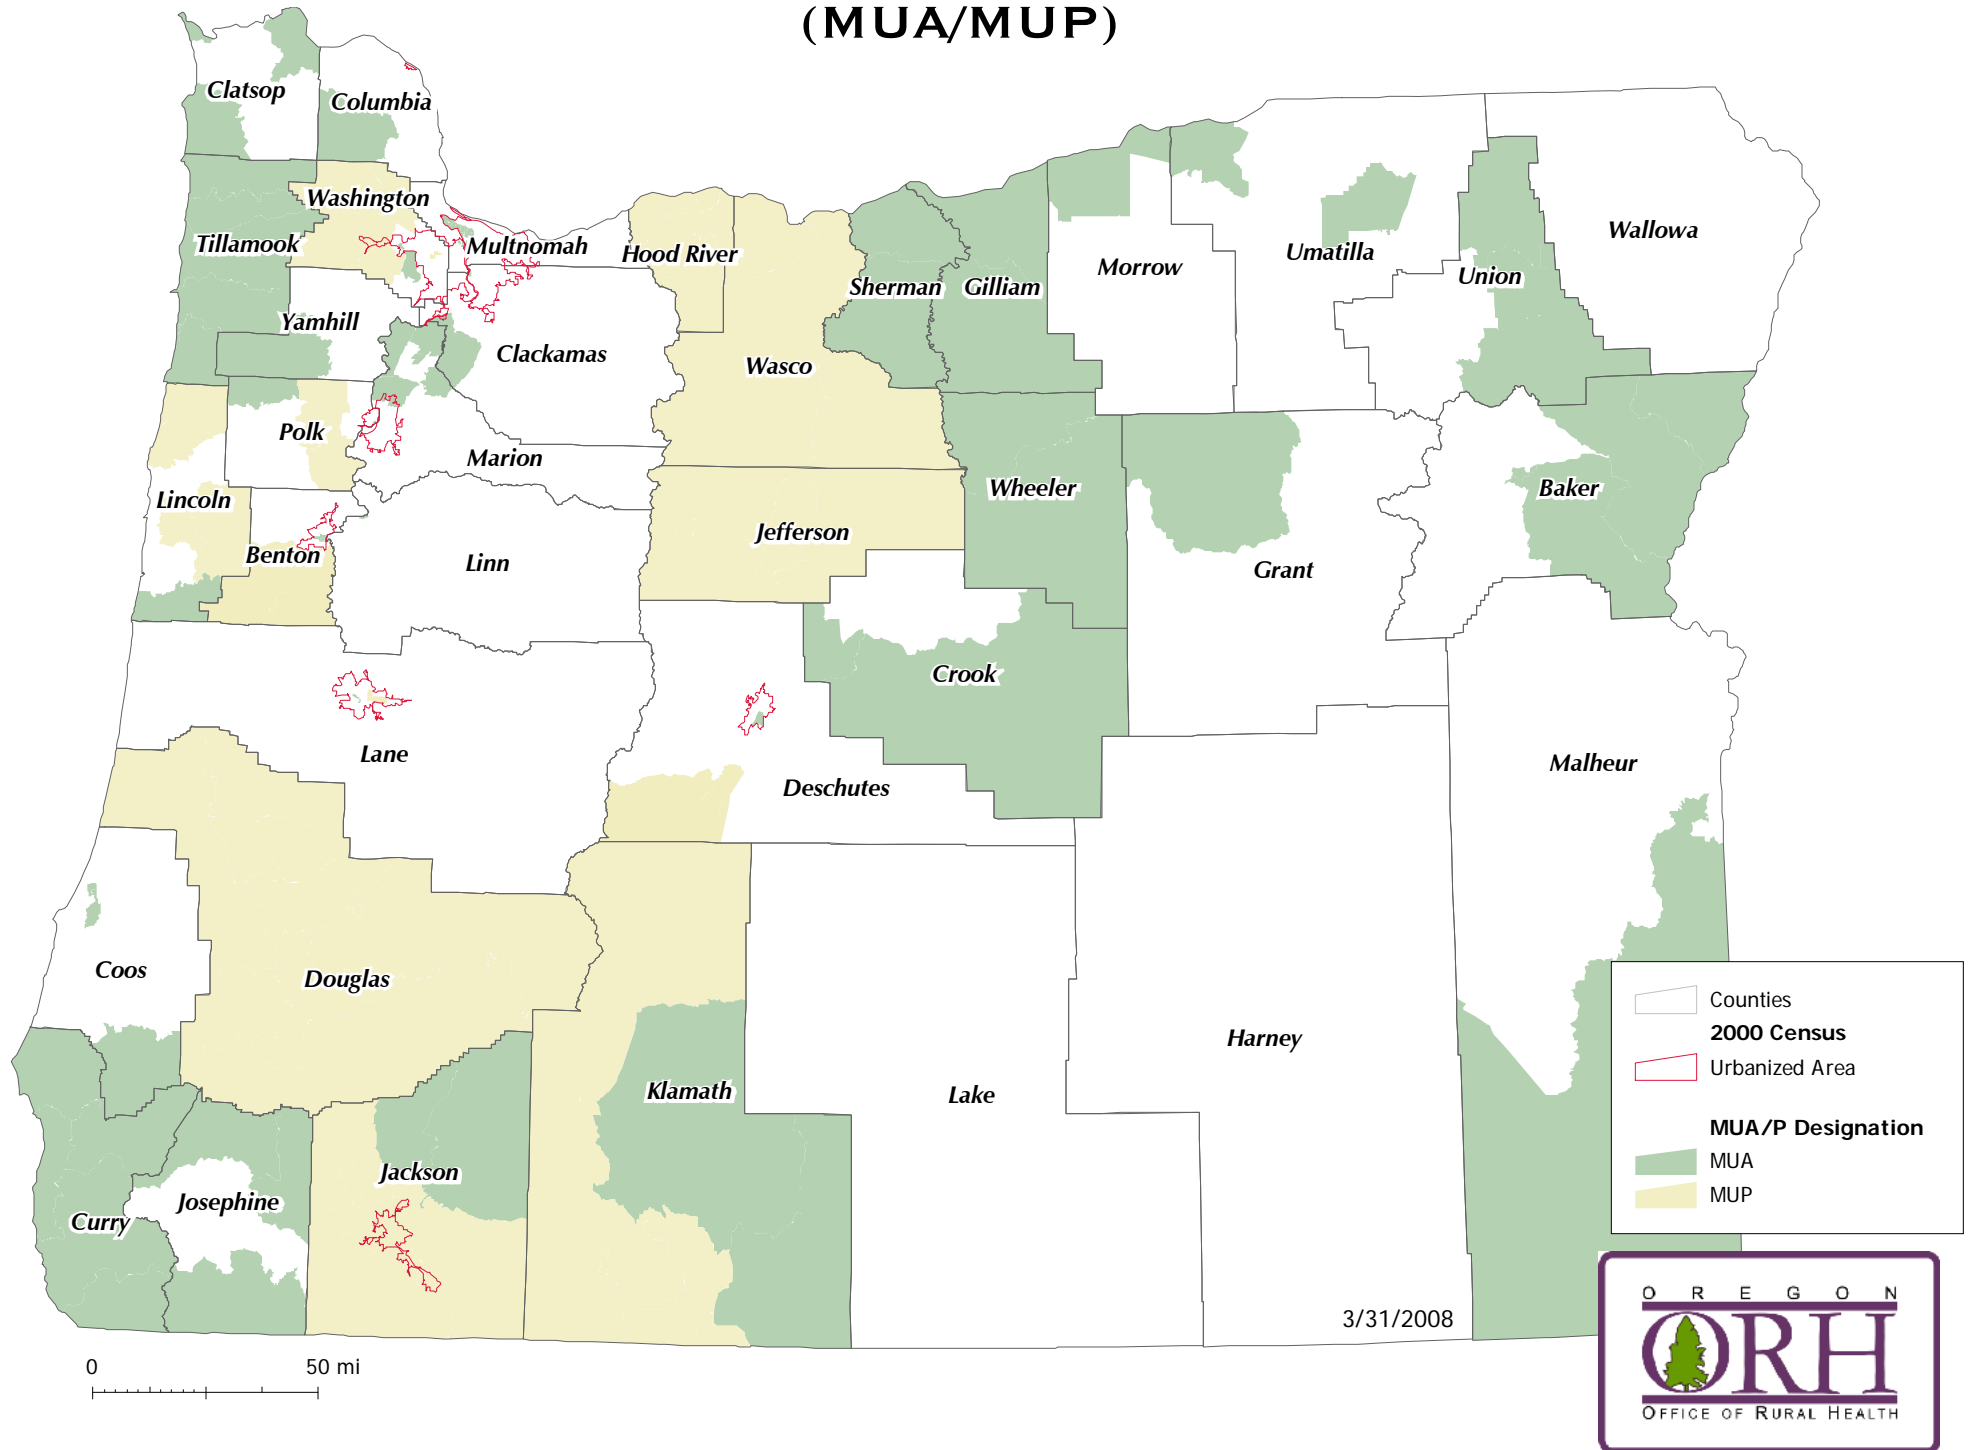 (MUA/MUP)
Clatsop
Columbia
Washington
Tillamook
Multnomah
Hood River
Yamhill
Clackamas
Wasco
Sherman
Gilliam
Morrow
Umatilla
Union
Wallowa
Polk
Marion
Lincoln
Benton
Linn
Jefferson
Wheeler
Grant
Baker
Crook
Lane
Deschutes
Malheur
Coos
Douglas
Klamath
Lake
Harney
Jackson
Josephine
Curry
Counties
2000 Census
Urbanized Area
MUA/P Designation
MUA
MUP
3/31/2008
0 50 mi
OREGON
ORH
OFFICE OF RURAL HEALTH